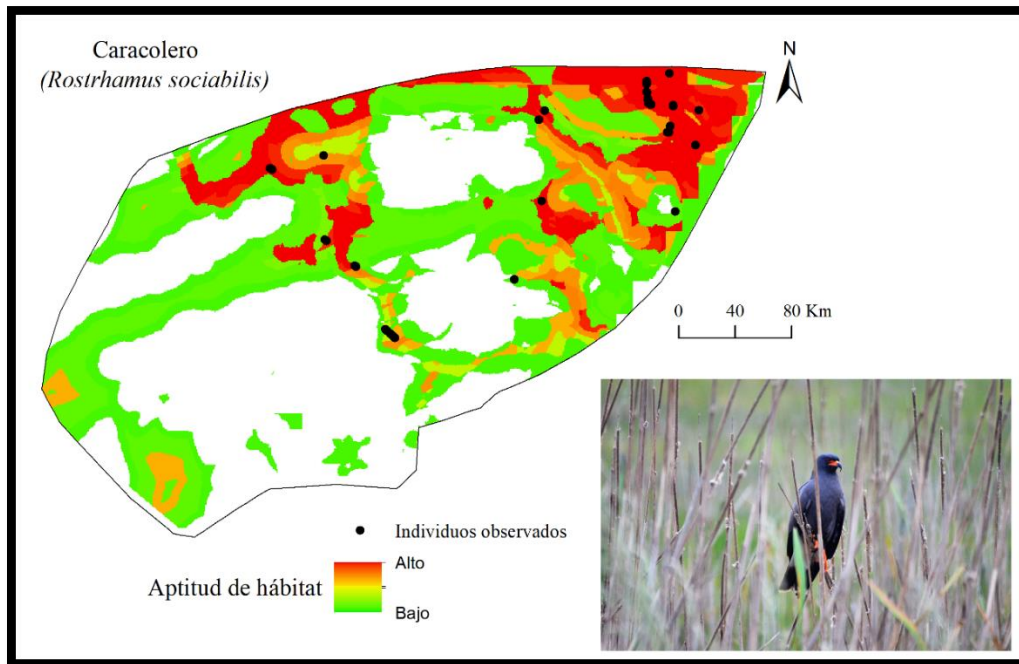 Caracolero
(Rostrhamus sociabilis)
N
0 40 80 Km
Individuos observados
Aptitud de hábitat
Alto
Bajo